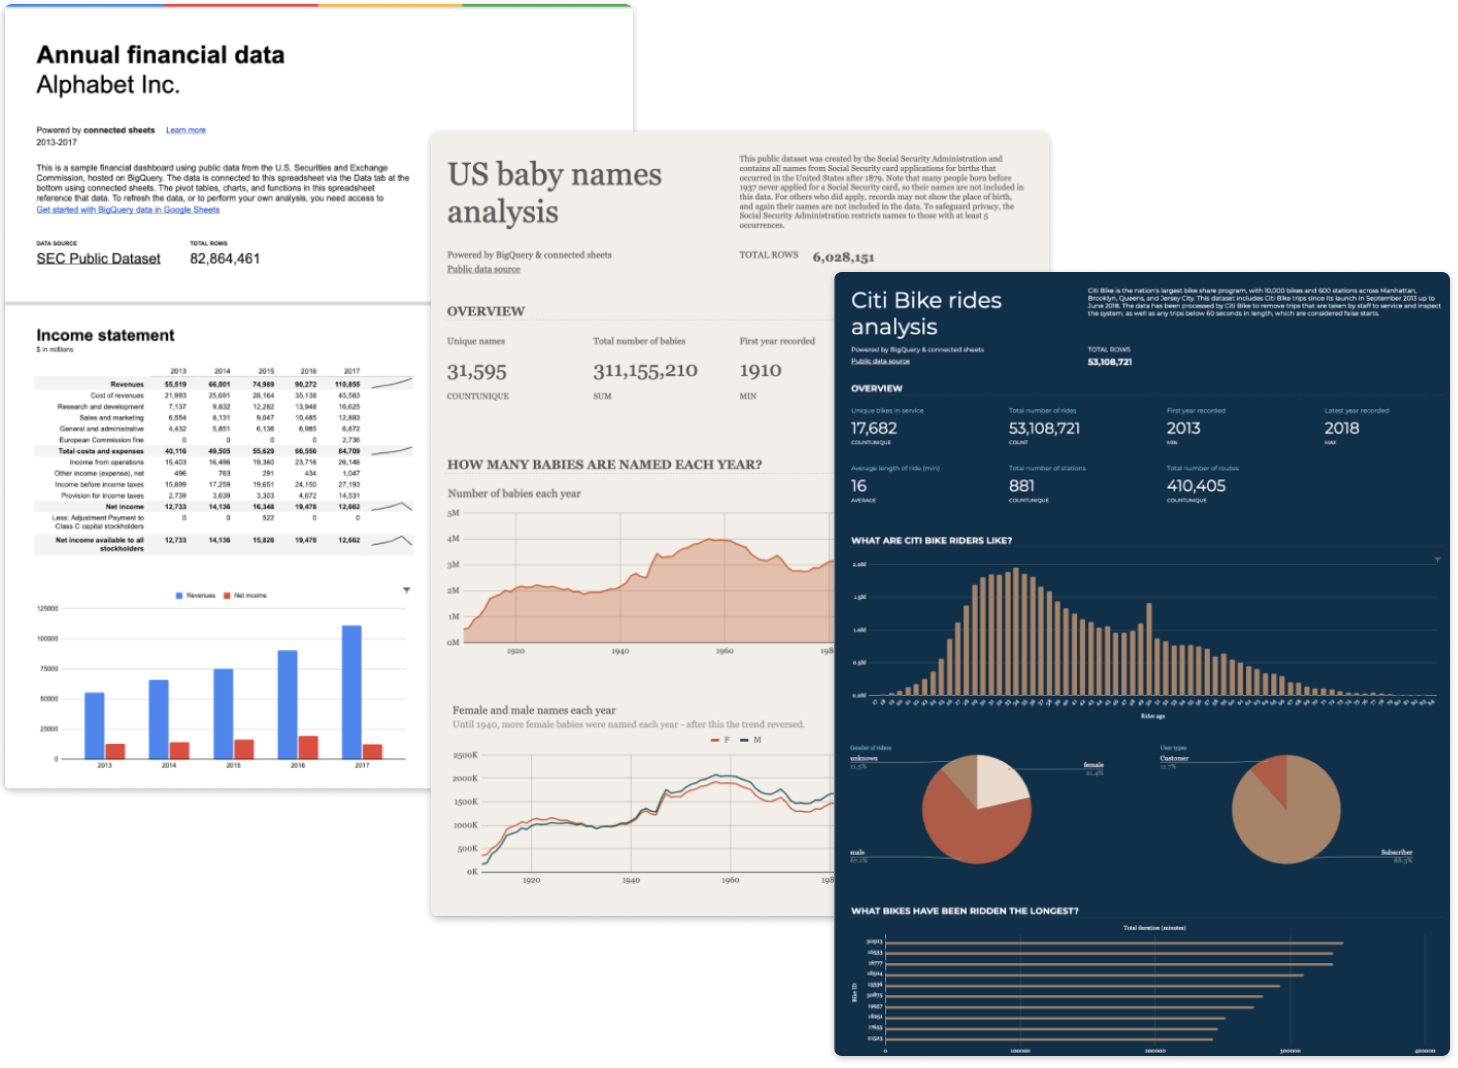 Annual financial data
Alphabet Inc.
Powered by connected sheets Learn more
2013-2017
This is a sample financial dashboard using public data from the U.S. Securities and Exchange
Commission, hosted on BigQuery. The data is connected to this spreadsheet via the Data tab at the
bottom using connected sheets. The pivot tables, charts, and functions in this spreadsheet
reference that data. To refresh the data, or to perform your own analysis, you need access to
Get started with BigQuery data in Google Sheets
DATA SOURCE TOTAL ROWS
SEC Public Dataset 82,864,461
Income statement
$ in millions
2013 2014 2015 2016 2017
Revenues 55,519 66,001 74,989 90,272 110,855
Cost of revenues 21,993 25,691 28,164 35,138 45,583
Research and development 7,137 9,832 12,282 13,948 16,625
Sales and marketing 6,554 8,131 9,047 10,485 12,893
General and administrative 4,432 5,851 6,136 6,985 6,872
European Commission fine 0 0 0 0 2,736
Total costs and expenses 40,116 49,505 55,629 66,556 84,709
Income from operations 15,403 16,496 19,360 23,716 26,146
Other income (expense), net 496 763 291 434 1,047
Income before income taxes 15,899 17,259 19,651 24,150 27,193
Provision for income taxes 2,739 3,639 3,303 4,672 14,531
Net income 12,733 14,136 16,348 19,478 12,662
Less: Adjustment Payment to
Class C capital stockholders 0 0 522 0 0
Net income available to all
stockholders 12,733 14,136 15,826 19,478 12,662
Revenues Net income
125000
100000
75000
50000
25000
0
2013 2014 2015 2016 2017
US baby names
analysis
This public dataset was created by the Social Security Administration and
contains all names from Social Security card applications for births that
occurred in the United States after 1879. Note that many people born before
1937 never applied for a Social Security card, so their names are not included in
this data. For others who did apply, records may not show the place of birth,
and again their names are not included in the data. To safeguard privacy, the
Social Security Administration restricts names to those with at least 5
occurrences.
Powered by BigQuery & connected sheets
Public data source
TOTAL ROWS 6,028,151
OVERVIEW
Unique names Total number of babies First year recorded
31,595 311,155,210 1910
COUNTUNIQUE SUM MIN
HOW MANY BABIES ARE NAMED EACH YEAR?
Number of babies each year
5M
4M
3M
2M
1M
0M
1920 1940 1960 198
Female and male names each year
Until 1940, more female babies were named each year - after this the trend reversed.
F M
2500K
2000K
1500K
1000K
500K
0K
1920 1940 1960 198
Citi Bike rides
analysis
Citi Bike is the nation's largest bike share program, with 10,000 bikes and 600 stations across Manhattan,
Brooklyn, Queens, and Jersey City. This dataset includes Citi Bike trips since its launch in September 2013 up to
June 2018. The data has been processed by Citi Bike to remove trips that are taken by staff to service and inspect
the system, as well as any trips below 60 seconds in length, which are considered false starts.
Powered by BigQuery & connected sheets
Public data source
TOTAL ROWS
53,108,721
OVERVIEW
Unique bikes in service Total number of rides First year recorded Latest year recorded
17,682 53,108,721 2013 2018
COUNTUNIQUE COUNT MIN MAX
Average length of ride (min) Total number of stations Total number of routes
16 881 410,405
AVERAGE COUNTUNIQUE COUNTUNIQUE
WHAT ARE CITI BIKE RIDERS LIKE?
2.0M
1.5M
1.0M
0.5M
0.0M
Rider age
Gender of riders
unknown
11.5%
female
21.4%
male
67.1%
User types
Customer
11.7%
Subscriber
88.3%
WHAT BIKES HAVE BEEN RIDDEN THE LONGEST?
Total duration (minutes)
Bike ID
0 100000 200000 300000 400000